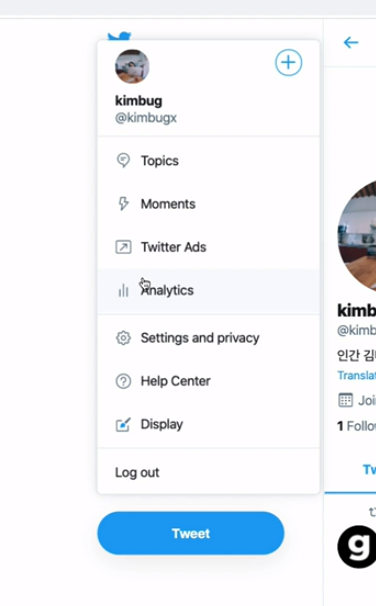 kimbug
@kimbugx
Topics
Moments
Twitter Ads
Analytics
Settings and privacy
Help Center
Display
Log out
Tweet
kimb
@kimb
인간 김
Translat
Joi
1 Follo
Tw
g